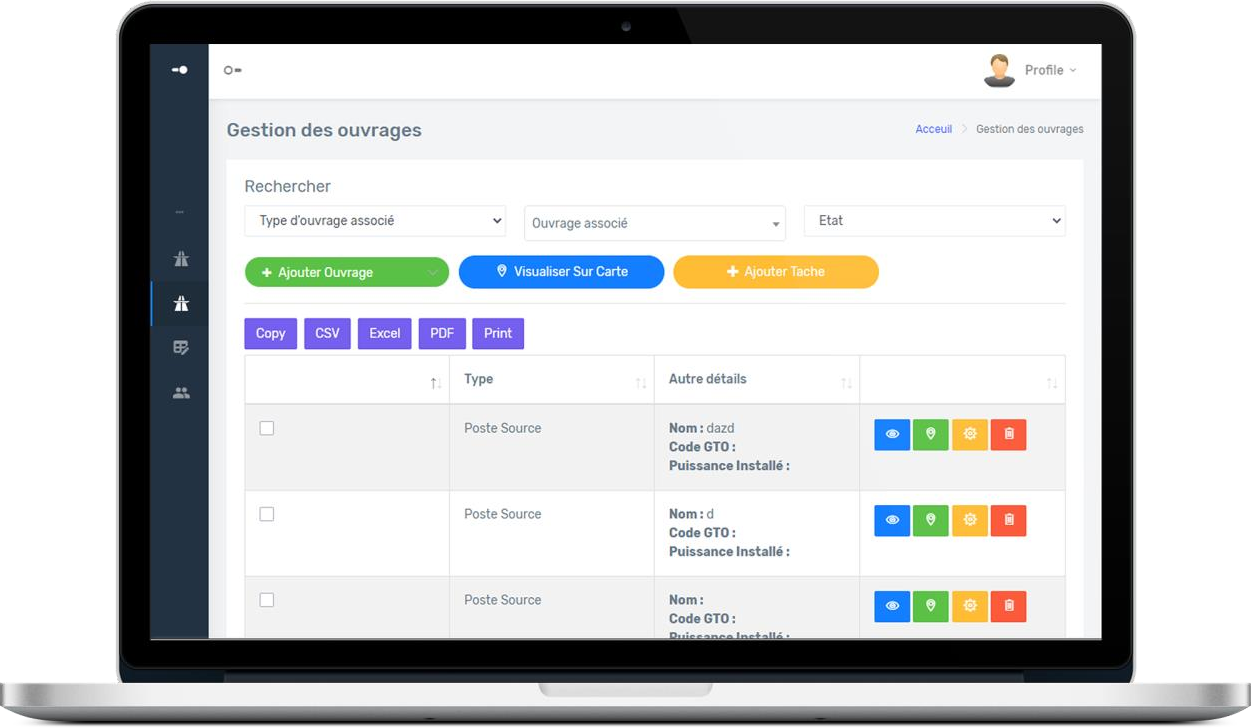 Profile
Gestion des ouvrages
Acceuil > Gestion des ouvrages
Rechercher
Type d'ouvrage associé
Ouvrage associé
Etat
+ Ajouter Ouvrage
Visualiser Sur Carte
+ Ajouter Tache
Copy CSV Excel PDF Print
Type Autre détails
Poste Source Nom : dazd
Code GTO :
Puissance Installé :
Poste Source Nom : d
Code GTO :
Puissance Installé :
Poste Source Nom :
Code GTO :
Puissance Installé :